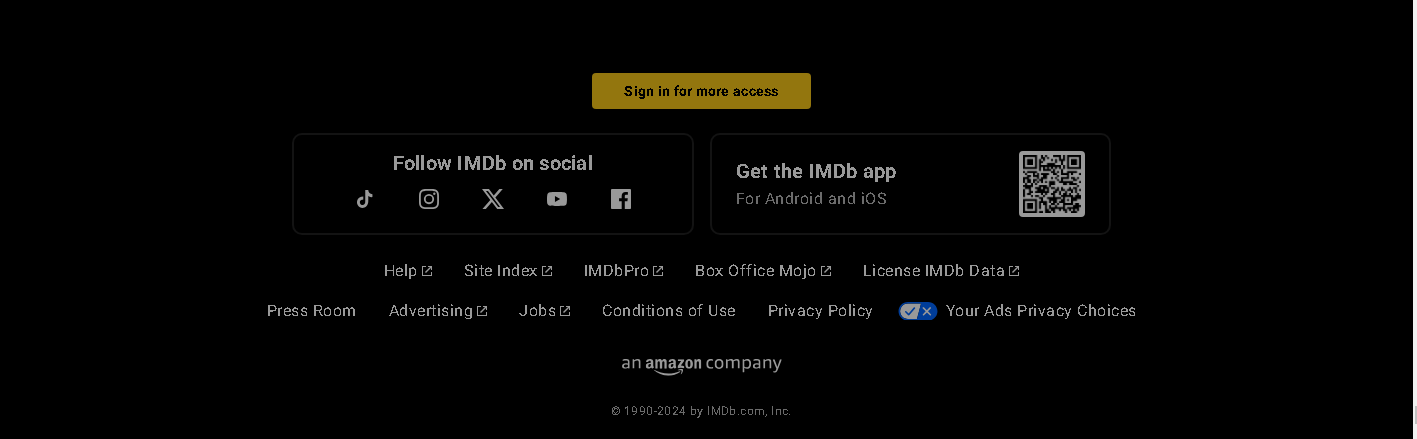 Sign in for more access
Follow IMDb on social
Get the IMDb app
For Android and iOS
Help Site Index IMDbPro Box Office Mojo License IMDb Data
Press Room Advertising Jobs Conditions of Use Privacy Policy Your Ads Privacy Choices
an amazon company
© 1990-2024 by IMDb.com, Inc.